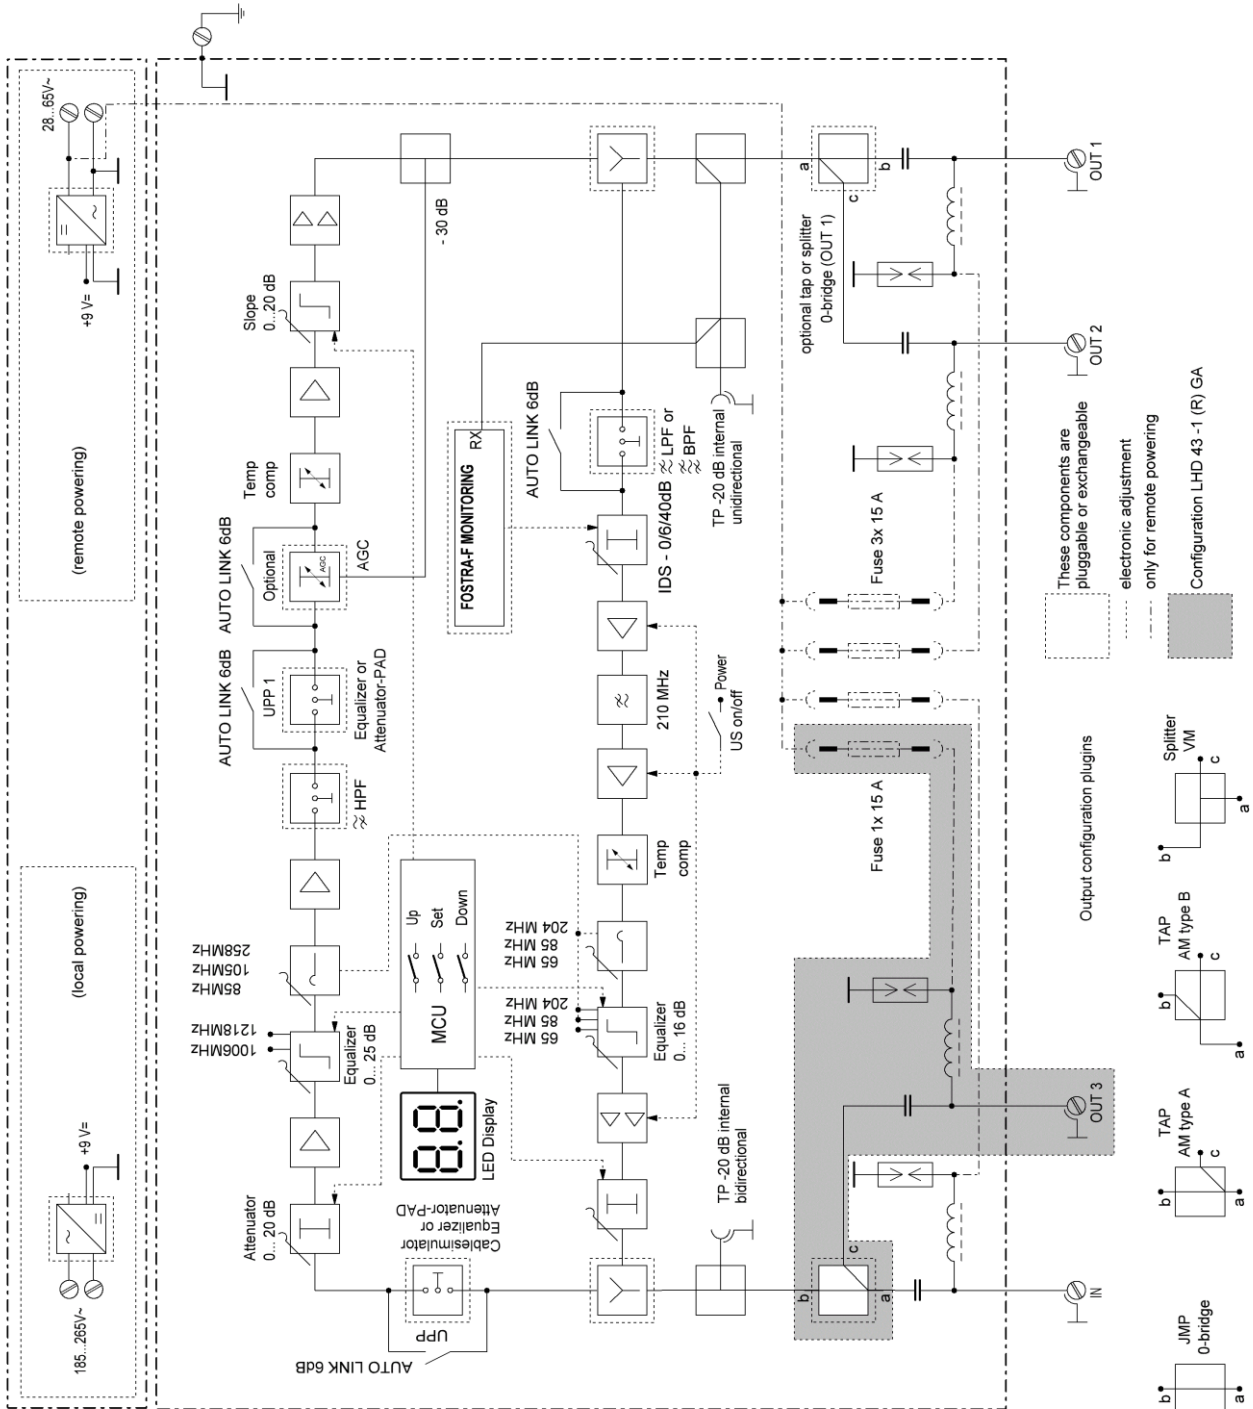 185...265V~
+9 V=
(local powering)
(remote powering)
+9 V=
28...65V~
Attenuator
0... 20 dB
Equalizer
0... 25 dB
1006MHz
1218MHz
85MHz
105MHz
258MHz
HPF
AUTO LINK 6dB
UPP 1
Equalizer or
Attenuator-PAD
AUTO LINK 6dB
Optional
AGC
AGC
Temp
comp
Slope
0...20 dB
- 30 dB
AUTO LINK 6dB
UPP
Cablesimulator
Equalizer or
Attenuator-PAD
8.8.
LED Display
MCU
Up
Set
Down
FOSTRA-F MONITORING
RX
Equalizer
0... 16 dB
65 MHz
85 MHz
204 MHz
65 MHz
85 MHz
204 MHz
Temp
comp
210 MHz
IDS - 0/6/40dB
AUTO LINK 6dB
LPF or
BPF
US on/off
Power
TP -20 dB internal
bidirectional
TP -20 dB internal
unidirectional
b
a
c
Fuse 1x 15 A
Fuse 3x 15 A
optional tap or splitter
0-bridge (OUT 1)
a
b
c
IN
OUT 3
OUT 2
OUT 1
Output configuration plugins
JMP
0-bridge
b
a
TAP
AM type A
b
c
a
TAP
AM type B
b
c
a
Splitter
VM
b
c
a
These components are
pluggable or exchangeable
electronic adjustment
only for remote powering
Configuration LHD 43 -1 (R) GA